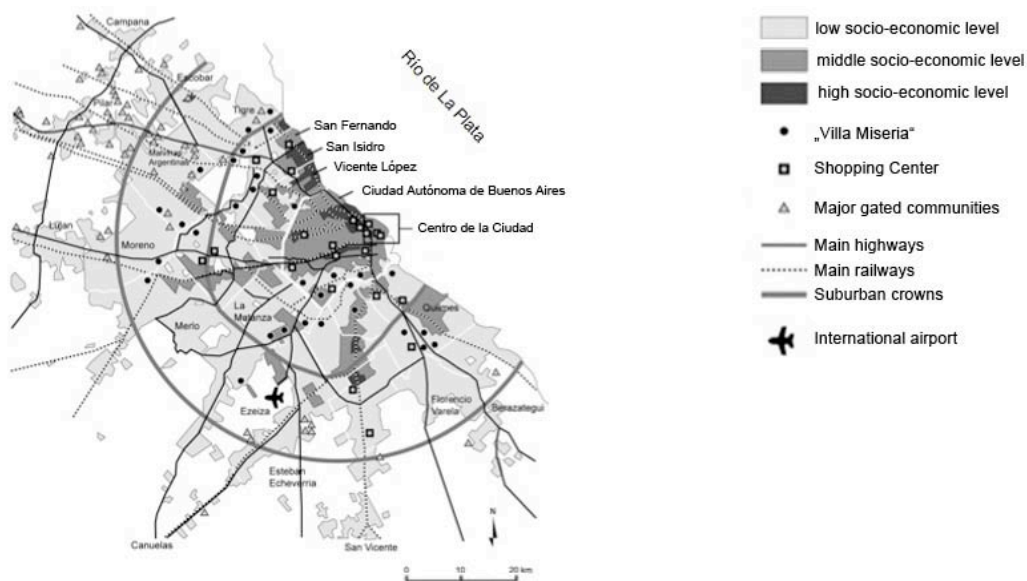 Campana
Escobar
Pilar
Tigre
Malvinas
Argentinas
Río de La Plata
San Fernando
San Isidro
Vicente López
Ciudad Autónoma de Buenos Aires
Centro de la Ciudad
Luján
Moreno
La
Matanza
Merlo
Quilmes
Ezeiza
Florencio
Varela
Berazategui
Esteban
Echeverría
Canuelas
San Vicente
N
0 10 20 km
low socio-economic level
middle socio-economic level
high socio-economic level
„Villa Miseria“
Shopping Center
Major gated communities
Main highways
Main railways
Suburban crowns
International airport